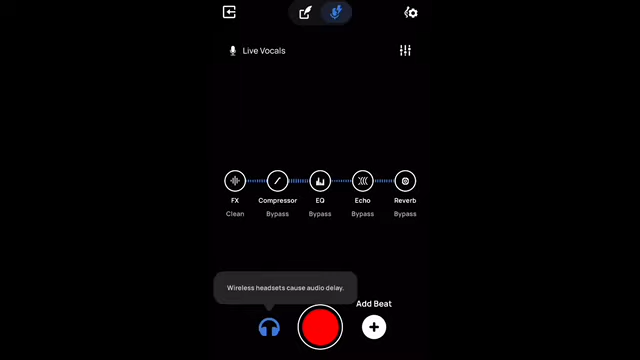 Live Vocals
FX Compressor EQ Echo Reverb
Clean Bypass Bypass Bypass Bypass
Wireless headsets cause audio delay.
Add Beat